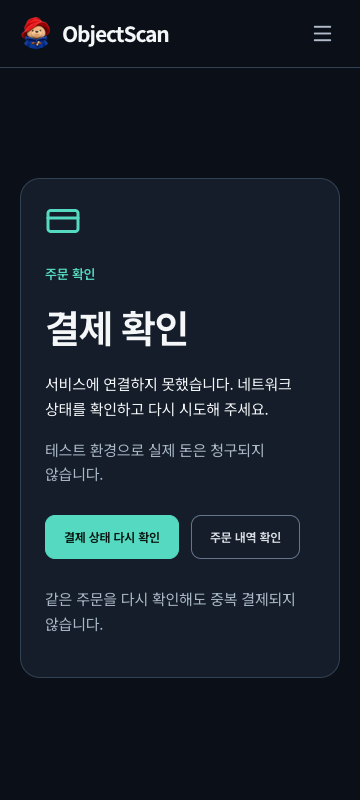 ObjectScan
주문 확인
결제 확인
서비스에 연결하지 못했습니다. 네트워크
상태를 확인하고 다시 시도해 주세요.
테스트 환경으로 실제 돈은 청구되지
않습니다.
결제 상태 다시 확인
주문 내역 확인
같은 주문을 다시 확인해도 중복 결제되지
않습니다.